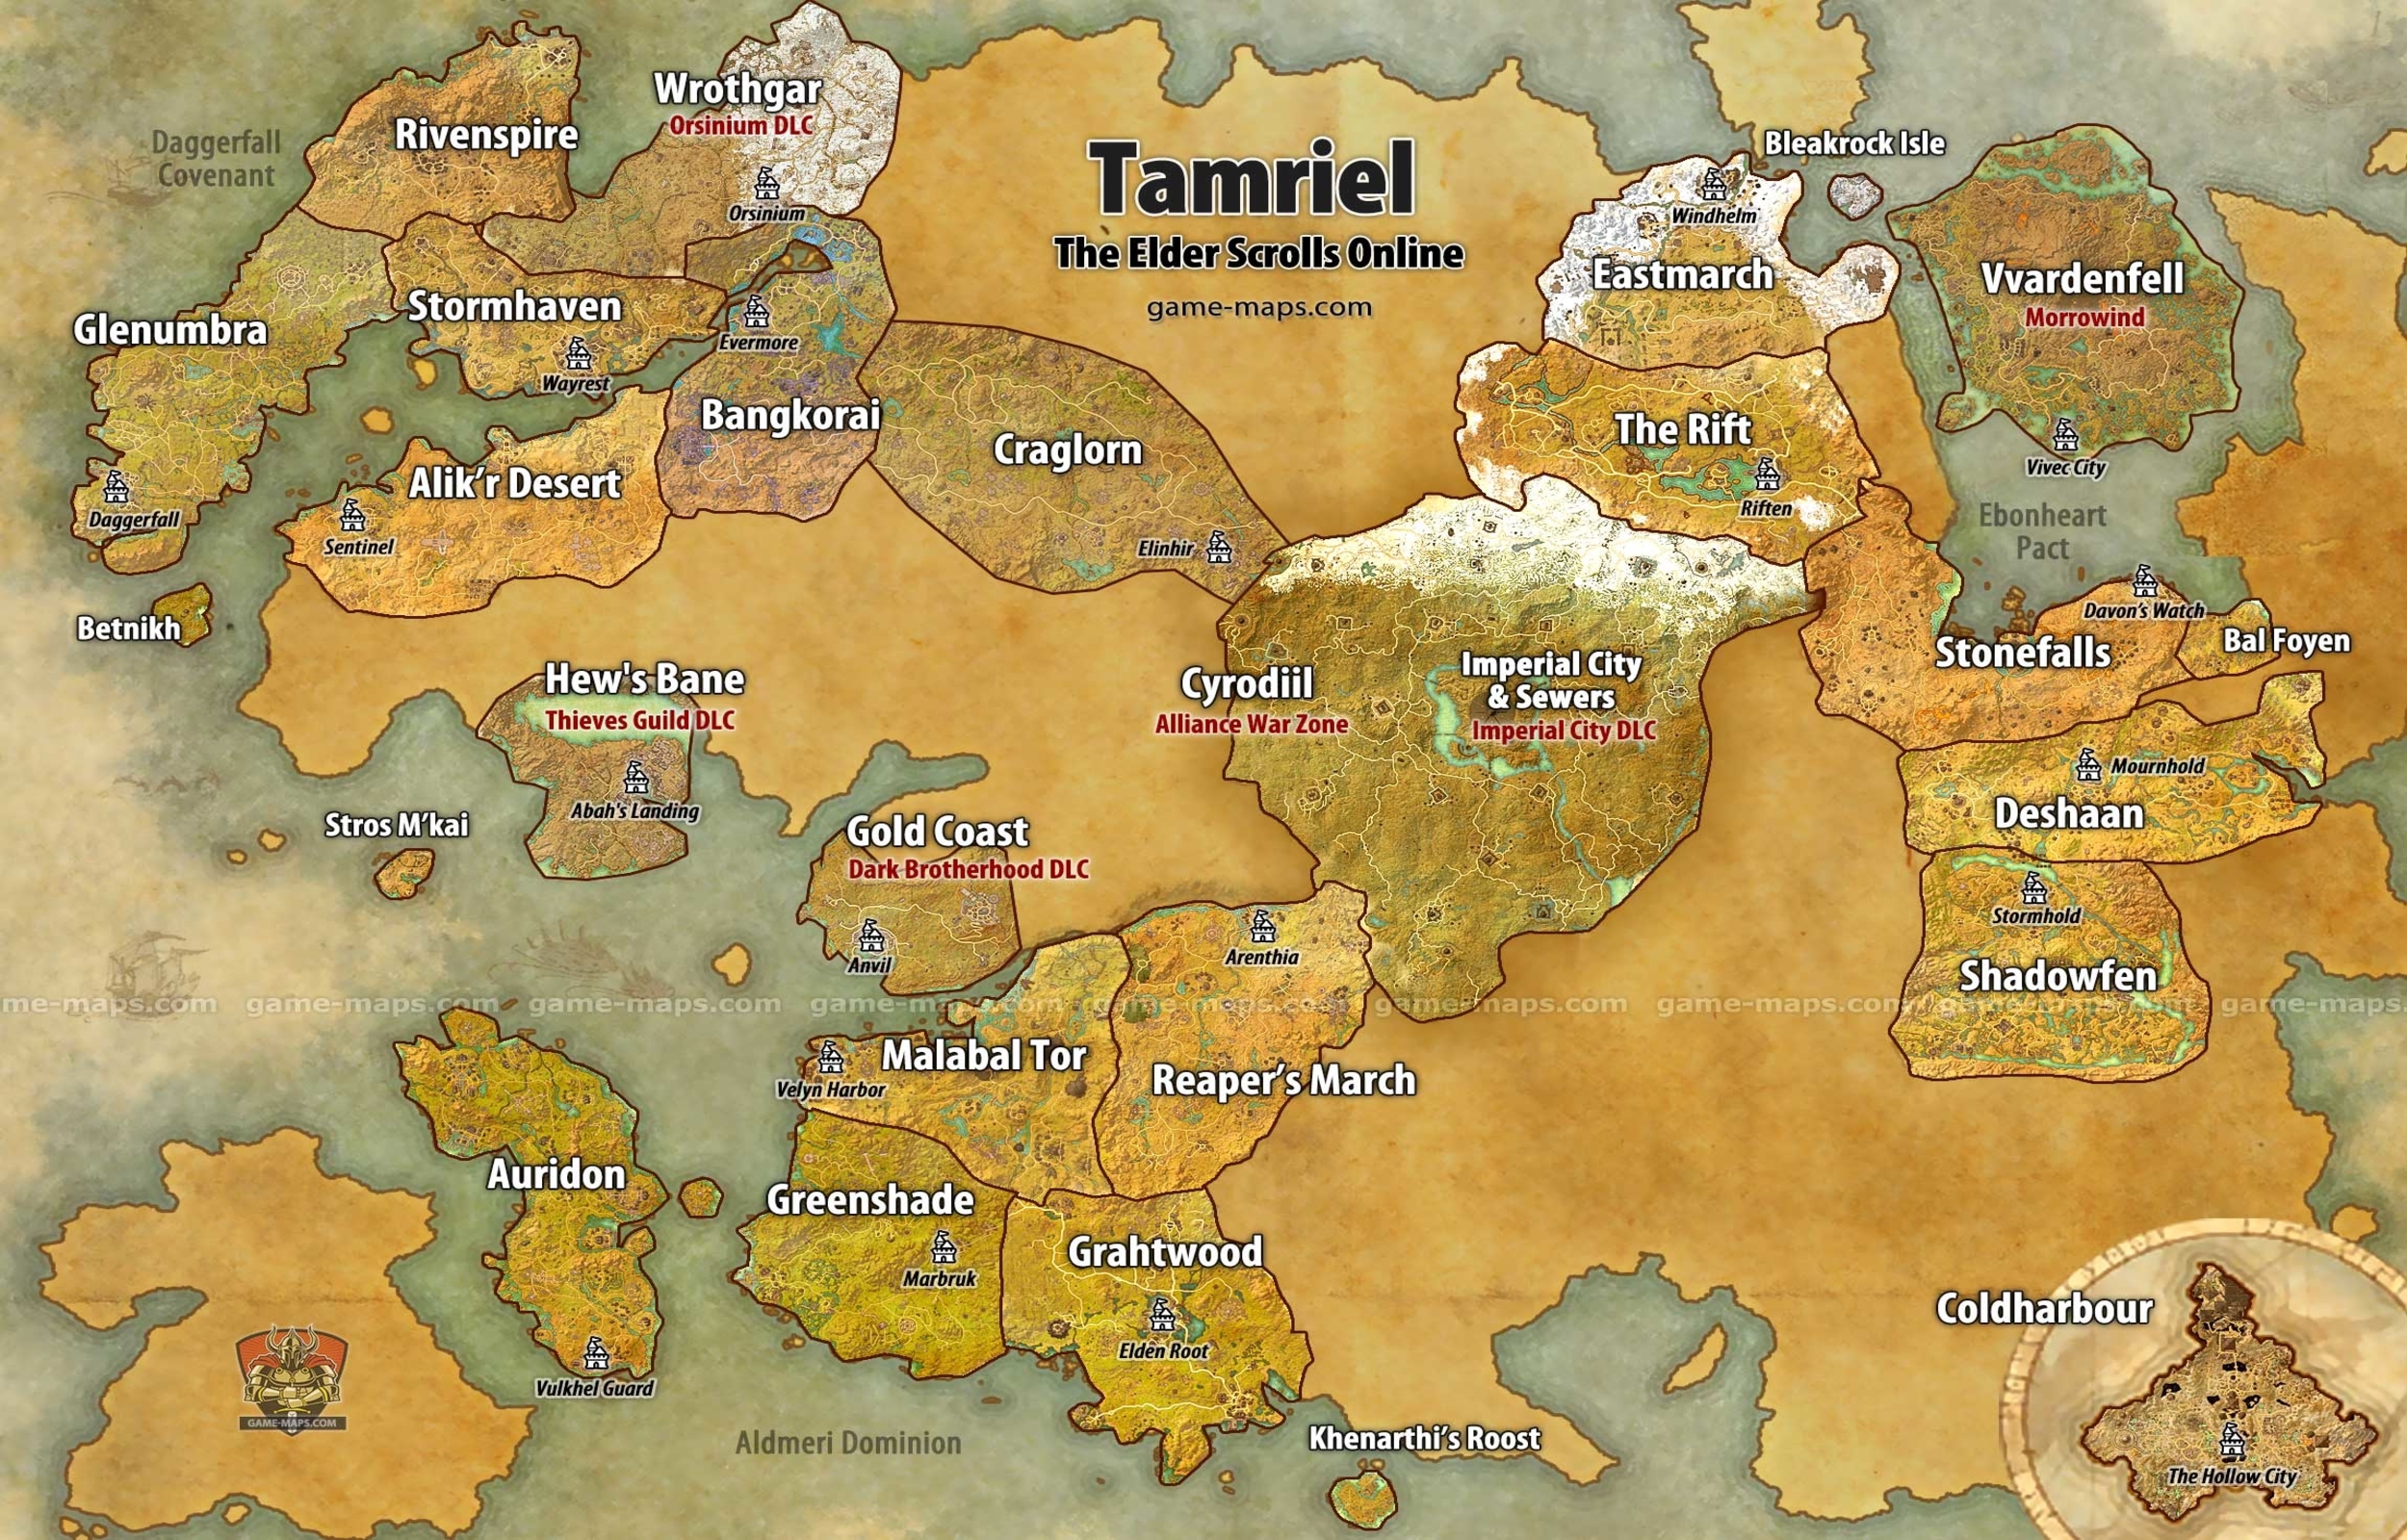 Wrothgar
Orsinium DLC
Rivenspire
Daggerfall
Covenant
Tamriel
The Elder Scrolls Online
game-maps.com
Bleakrock Isle
Orsinium
Windhelm
Eastmarch
Vvardenfell
Morrowind
Glenumbra
Stormhaven
Evermore
Wayrest
Bangkorai
Craglorn
The Rift
Riften
Vivec City
Alik'r Desert
Daggerfall
Sentinel
Elinhir
Ebonheart
Pact
Betnikh
Davon's Watch
Stonefalls
Bal Foyen
Hew's Bane
Thieves Guild DLC
Cyrodiil
Alliance War Zone
Imperial City
& Sewers
Imperial City DLC
Abah's Landing
Mournhold
Deshaan
Stros M'kai
Gold Coast
Dark Brotherhood DLC
Anvil
Arenthia
Stormhold
Shadowfen
me-maps.com game-maps.com game-maps.com game-maps.com game-maps.com game-maps.com game-maps.com game-maps.com game-maps
Malabal Tor
Velyn Harbor
Reaper's March
Auridon
Greenshade
Marbruk
Grahtwood
Elden Root
Vulkhel Guard
GAME-MAPS.COM
Aldmeri Dominion
Khenarthi's Roost
Coldharbour
The Hollow City